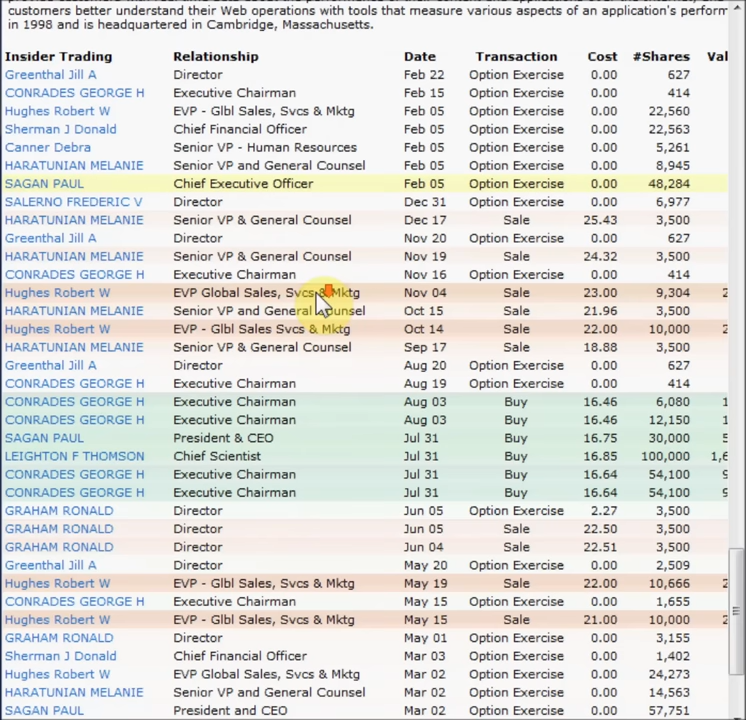 customers better understand their Web operations with tools that measure various aspects of an application's perform
in 1998 and is headquartered in Cambridge, Massachusetts.
Insider Trading Relationship Date Transaction Cost #Shares Val
Greenthal Jill A Director Feb 22 Option Exercise 0.00 627
CONRADES GEORGE H Executive Chairman Feb 15 Option Exercise 0.00 414
Hughes Robert W EVP - Glbl Sales, Svcs & Mktg Feb 05 Option Exercise 0.00 22,560
Sherman J Donald Chief Financial Officer Feb 05 Option Exercise 0.00 22,563
Canner Debra Senior VP - Human Resources Feb 05 Option Exercise 0.00 5,261
HARATUNIAN MELANIE Senior VP and General Counsel Feb 05 Option Exercise 0.00 8,945
SAGAN PAUL Chief Executive Officer Feb 05 Option Exercise 0.00 48,284
SALERNO FREDERIC V Director Dec 31 Option Exercise 0.00 6,977
HARATUNIAN MELANIE Senior VP & General Counsel Dec 17 Sale 25.43 3,500
Greenthal Jill A Director Nov 20 Option Exercise 0.00 627
HARATUNIAN MELANIE Senior VP & General Counsel Nov 19 Sale 24.32 3,500
CONRADES GEORGE H Executive Chairman Nov 16 Option Exercise 0.00 414
Hughes Robert W EVP Global Sales, Svcs & Mktg Nov 04 Sale 23.00 9,304 2
HARATUNIAN MELANIE Senior VP and General Counsel Oct 15 Sale 21.96 3,500
Hughes Robert W EVP - Glbl Sales Svcs & Mktg Oct 14 Sale 22.00 10,000 2
HARATUNIAN MELANIE Senior VP & General Counsel Sep 17 Sale 18.88 3,500
Greenthal Jill A Director Aug 20 Option Exercise 0.00 627
CONRADES GEORGE H Executive Chairman Aug 19 Option Exercise 0.00 414
CONRADES GEORGE H Executive Chairman Aug 03 Buy 16.46 6,080 1
CONRADES GEORGE H Executive Chairman Aug 03 Buy 16.46 12,150 1
SAGAN PAUL President & CEO Jul 31 Buy 16.75 30,000 5
LEIGHTON F THOMSON Chief Scientist Jul 31 Buy 16.85 100,000 1,6
CONRADES GEORGE H Executive Chairman Jul 31 Buy 16.64 54,100 9
CONRADES GEORGE H Executive Chairman Jul 31 Buy 16.64 54,100 9
GRAHAM RONALD Director Jun 05 Option Exercise 2.27 3,500
GRAHAM RONALD Director Jun 05 Sale 22.50 3,500
GRAHAM RONALD Director Jun 04 Sale 22.51 3,500
Greenthal Jill A Director May 20 Option Exercise 0.00 2,509
Hughes Robert W EVP - Glbl Sales, Svcs & Mktg May 19 Sale 22.00 10,666 2
CONRADES GEORGE H Executive Chairman May 15 Option Exercise 0.00 1,655
Hughes Robert W EVP - Glbl Sales, Svcs & Mktg May 15 Sale 21.00 10,000 2
GRAHAM RONALD Director May 01 Option Exercise 0.00 3,155
Sherman J Donald Chief Financial Officer Mar 03 Option Exercise 0.00 1,402
Hughes Robert W EVP Global Sales, Svcs & Mktg Mar 02 Option Exercise 0.00 24,273
HARATUNIAN MELANIE Senior VP and General Counsel Mar 02 Option Exercise 0.00 14,563
SAGAN PAUL President and CEO Mar 02 Option Exercise 0.00 57,751